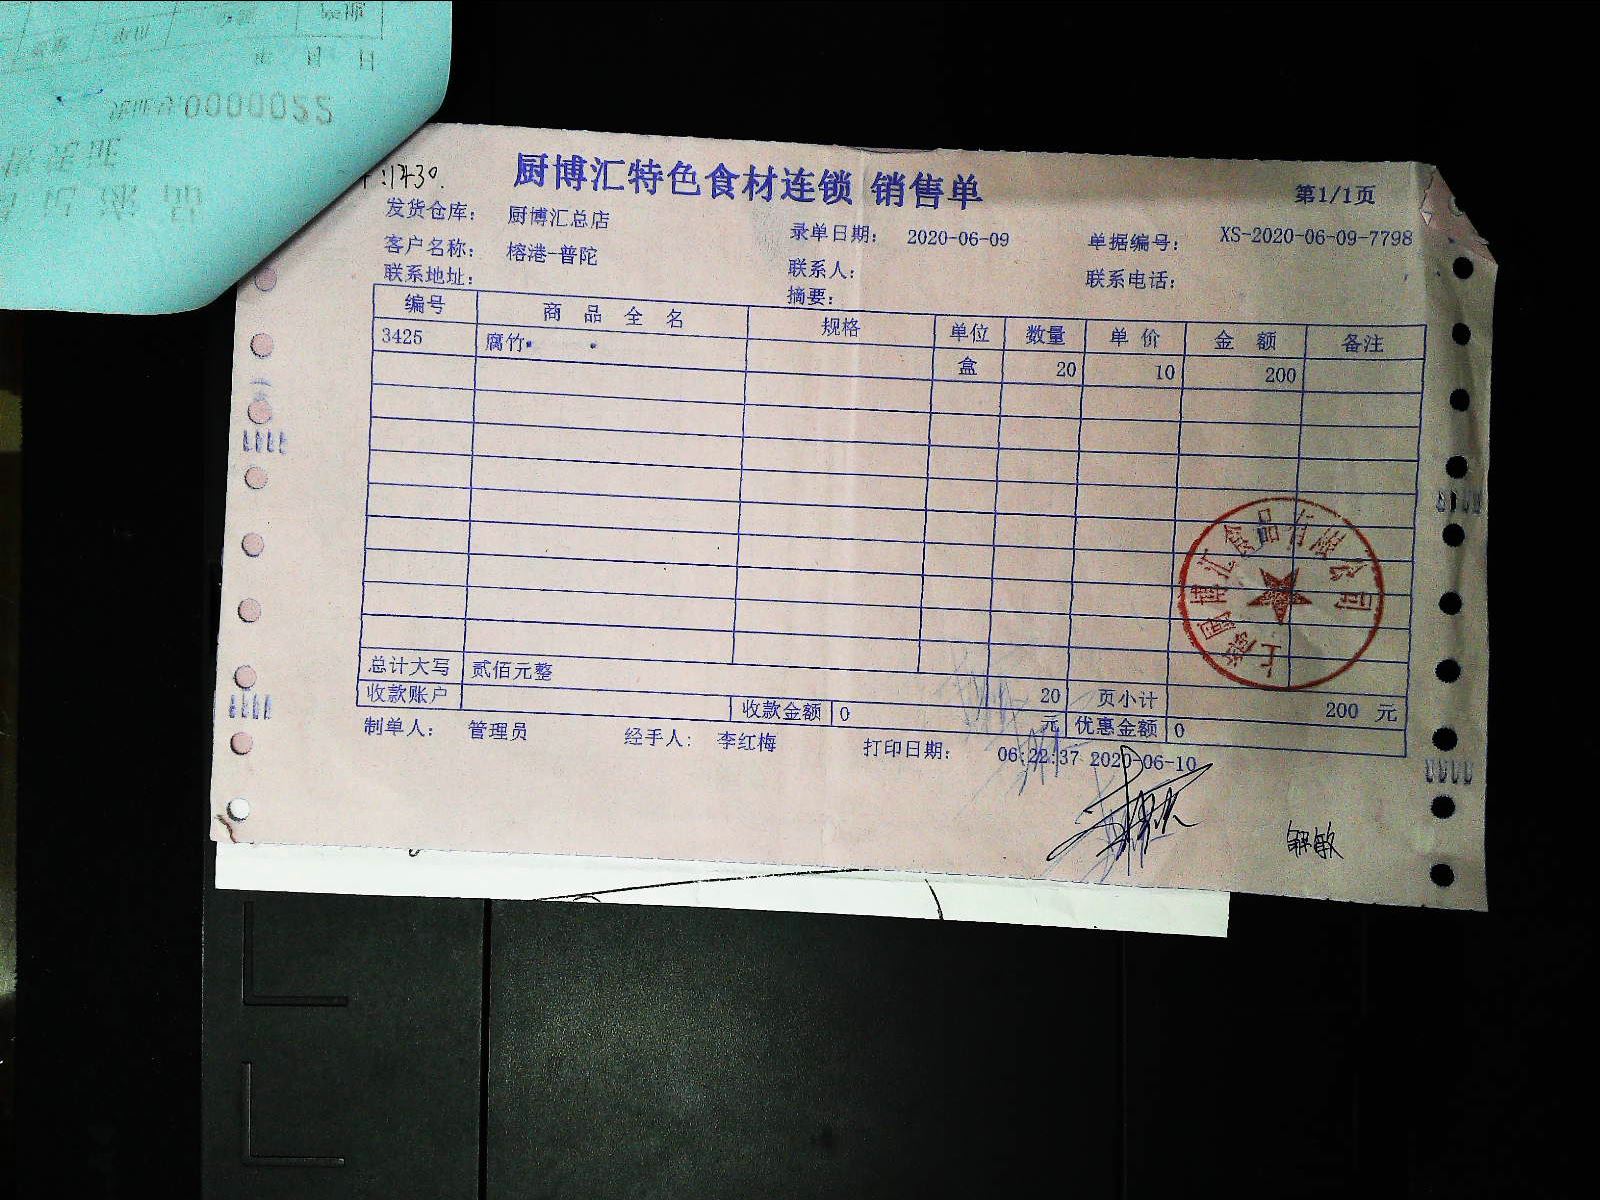 0000022
厨博汇特色食材连锁 销售单
第1/1页
发货仓库: 厨博汇总店
录单日期: 2020-06-09
单据编号: XS-2020-06-09-7798
客户名称: 榕港-普陀
联系人:
联系电话:
联系地址:
摘要:
编号 商品全名 规格 单位 数量 单价 金额 备注
3425 腐竹 盒 20 10 200
总计大写 贰佰元整 20 页小计 200 元
收款账户 收款金额 0 元 优惠金额 0
制单人: 管理员 经手人: 李红梅 打印日期: 06:22:37 2020-06-10